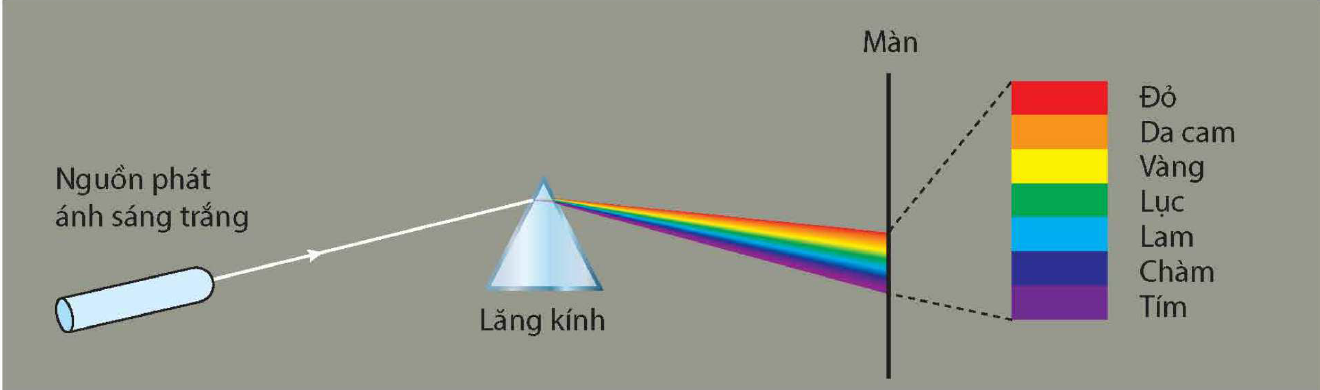 Nguồn phát
ánh sáng trắng
Lăng kính
Màn
Đỏ
Da cam
Vàng
Lục
Lam
Chàm
Tím